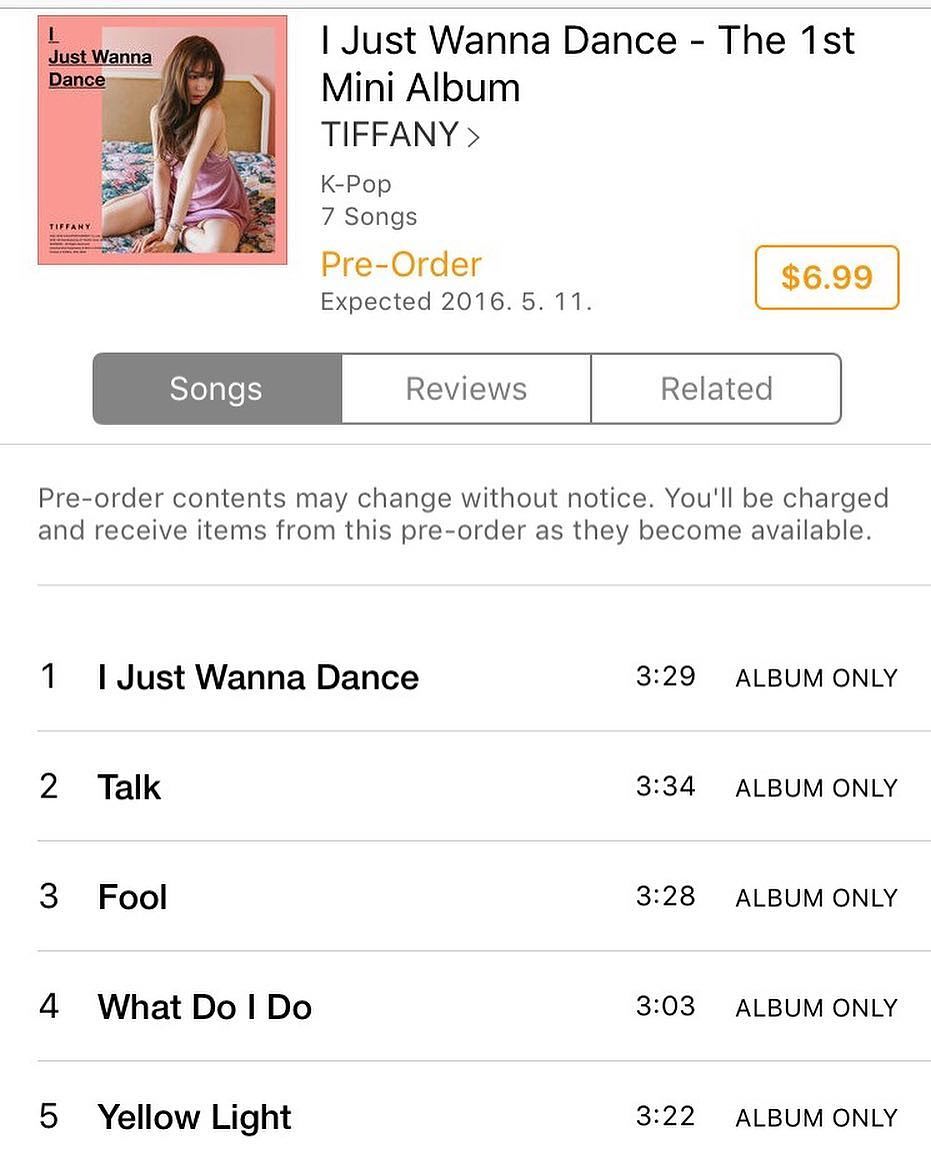 I
Just Wanna
Dance
TIFFANY
I Just Wanna Dance - The 1st
Mini Album
TIFFANY >
K-Pop
7 Songs
Pre-Order
Expected 2016. 5. 11.
$6.99
Songs
Reviews
Related
Pre-order contents may change without notice. You'll be charged
and receive items from this pre-order as they become available.
1 I Just Wanna Dance 3:29 ALBUM ONLY
2 Talk 3:34 ALBUM ONLY
3 Fool 3:28 ALBUM ONLY
4 What Do I Do 3:03 ALBUM ONLY
5 Yellow Light 3:22 ALBUM ONLY